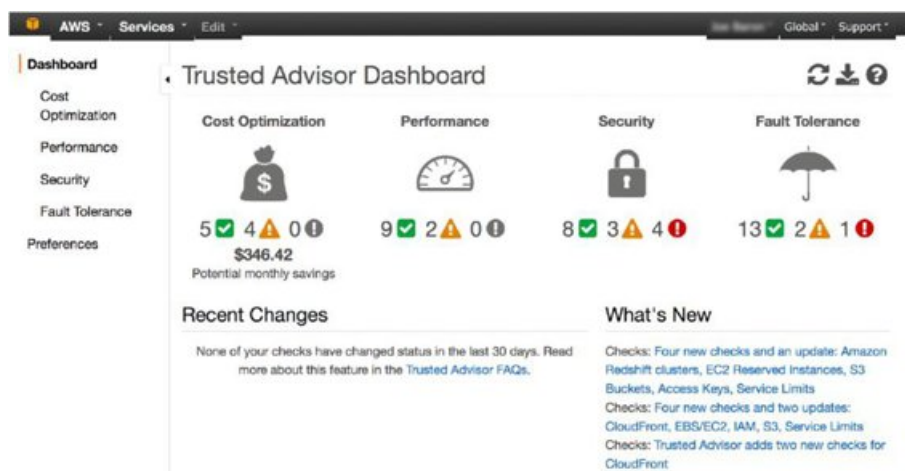 AWS Services Edit Global Support
Dashboard
Cost
Optimization
Performance
Security
Fault Tolerance
Preferences
Trusted Advisor Dashboard
Cost Optimization
5 4 0
$346.42
Potential monthly savings
Performance
9 2 0
Security
8 3 4
Fault Tolerance
13 2 1
Recent Changes
None of your checks have changed status in the last 30 days. Read
more about this feature in the Trusted Advisor FAQs.
What's New
Checks: Four new checks and an update: Amazon
Redshift clusters, EC2 Reserved Instances, S3
Buckets, Access Keys, Service Limits
Checks: Four new checks and two updates:
CloudFront, EBS/EC2, IAM, S3, Service Limits
Checks: Trusted Advisor adds two new checks for
CloudFront